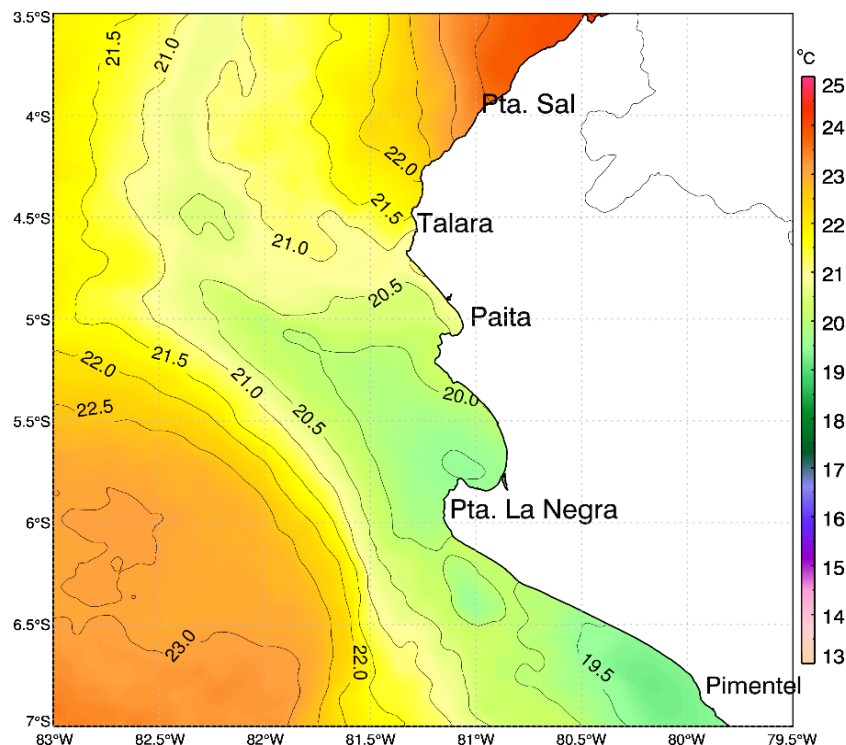 3.5°S
4°S
4.5°S
5°S
5.5°S
6°S
6.5°S
7°S
21.5
21.0
Pta. Sal
22.0
21.5
Talara
21.0
20.5
Paita
22.0
21.5
21.0
22.5
20.5
20.0
Pta. La Negra
23.0
22.0
19.5
Pimentel
83°W
82.5°W
82°W
81.5°W
81°W
80.5°W
80°W
79.5°W
°C
25
24
23
22
21
20
19
18
17
16
15
14
13